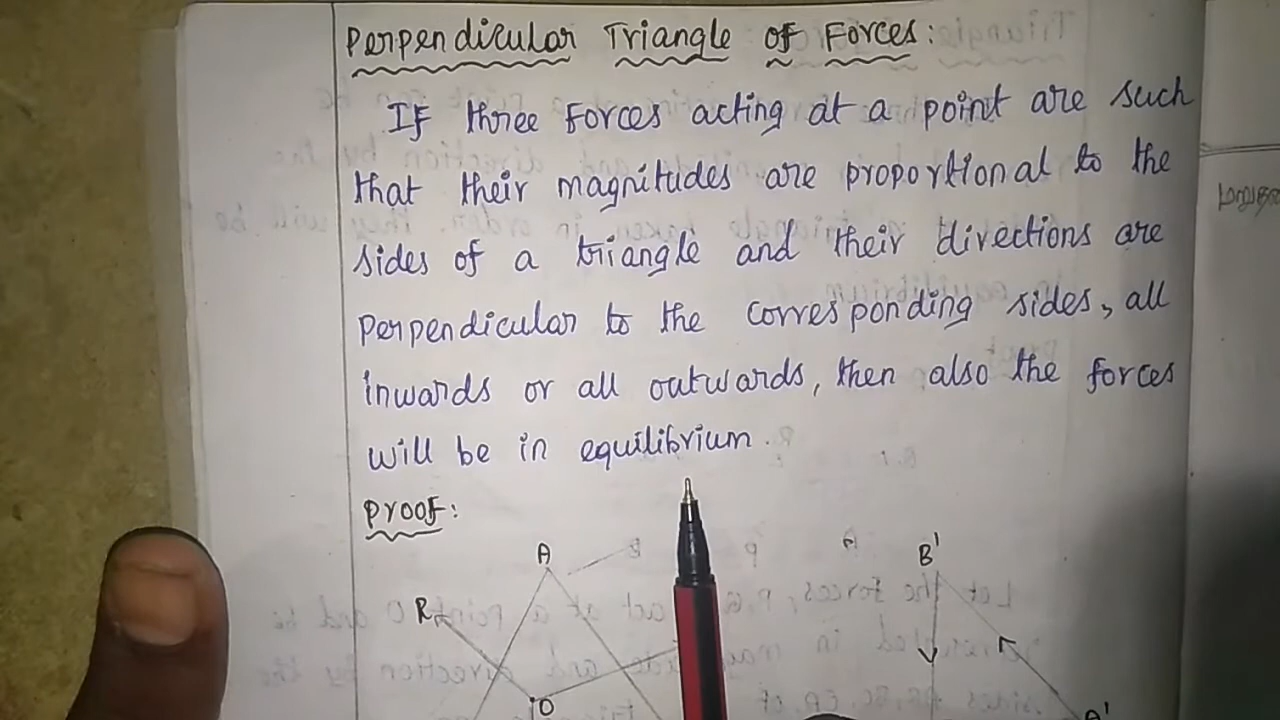 Perpendicular Triangle of Forces:
If three Forces acting at a point are such
that their magnitudes are proportional to the
sides of a triangle and their directions are
perpendicular to the corresponding sides, all
inwards or all outwards, then also the forces
will be in equilibrium.
Proof:
A
B'
R
O
A'